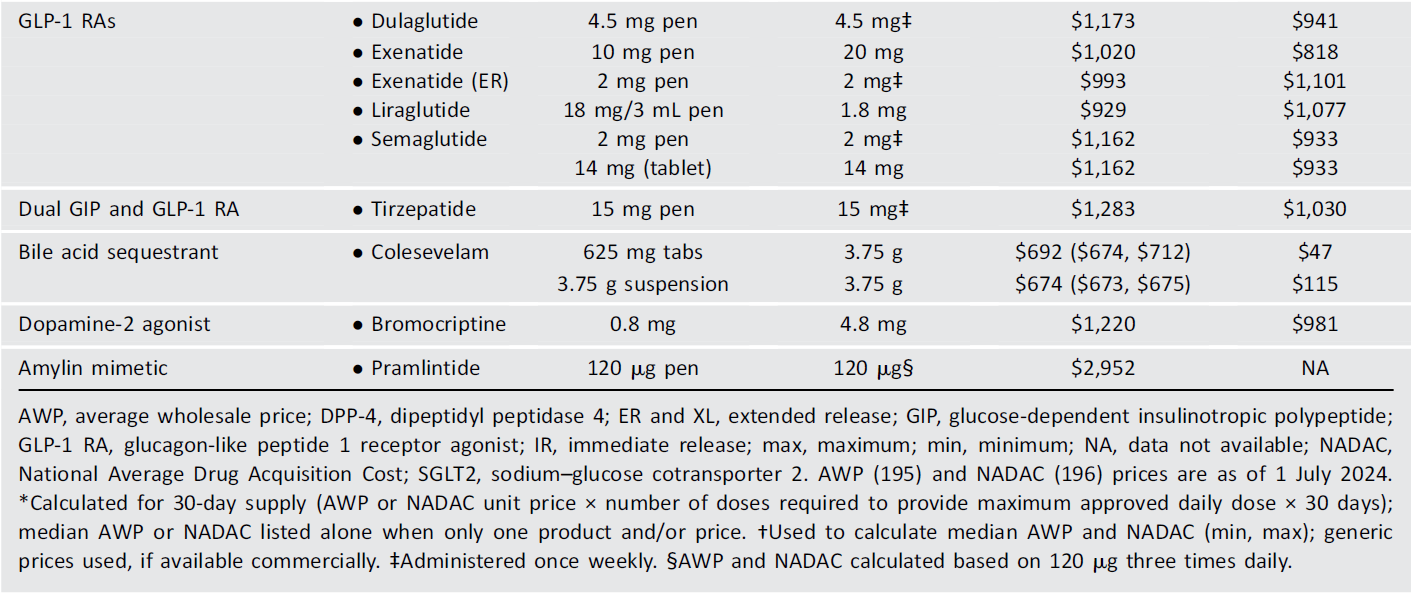 GLP-1 RAs • Dulaglutide 4.5 mg pen 4.5 mg‡ $1,173 $941
• Exenatide 10 mg pen 20 mg $1,020 $818
• Exenatide (ER) 2 mg pen 2 mg‡ $993 $1,101
• Liraglutide 18 mg/3 mL pen 1.8 mg $929 $1,077
• Semaglutide 2 mg pen 2 mg‡ $1,162 $933
14 mg (tablet) 14 mg $1,162 $933
Dual GIP and GLP-1 RA • Tirzepatide 15 mg pen 15 mg‡ $1,283 $1,030
Bile acid sequestrant • Colesevelam 625 mg tabs 3.75 g $692 ($674, $712) $47
3.75 g suspension 3.75 g $674 ($673, $675) $115
Dopamine-2 agonist • Bromocriptine 0.8 mg 4.8 mg $1,220 $981
Amylin mimetic • Pramlintide 120 μg pen 120 μg§ $2,952 NA
AWP, average wholesale price; DPP-4, dipeptidyl peptidase 4; ER and XL, extended release; GIP, glucose-dependent insulinotropic polypeptide;
GLP-1 RA, glucagon-like peptide 1 receptor agonist; IR, immediate release; max, maximum; min, minimum; NA, data not available; NADAC,
National Average Drug Acquisition Cost; SGLT2, sodium–glucose cotransporter 2. AWP (195) and NADAC (196) prices are as of 1 July 2024.
*Calculated for 30-day supply (AWP or NADAC unit price × number of doses required to provide maximum approved daily dose × 30 days);
median AWP or NADAC listed alone when only one product and/or price. †Used to calculate median AWP and NADAC (min, max); generic
prices used, if available commercially. ‡Administered once weekly. §AWP and NADAC calculated based on 120 μg three times daily.